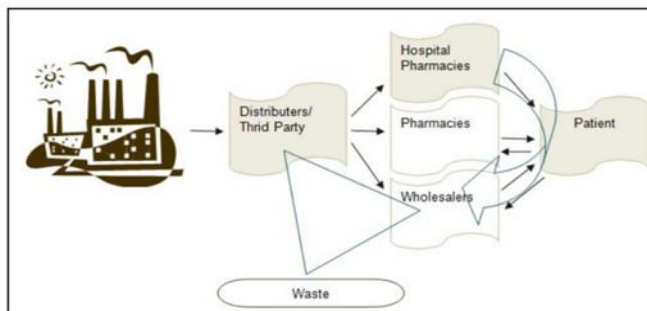 Hospital
Pharmacies
Distributers/
Thrid Party
Pharmacies
Patient
Wholesalers
Waste